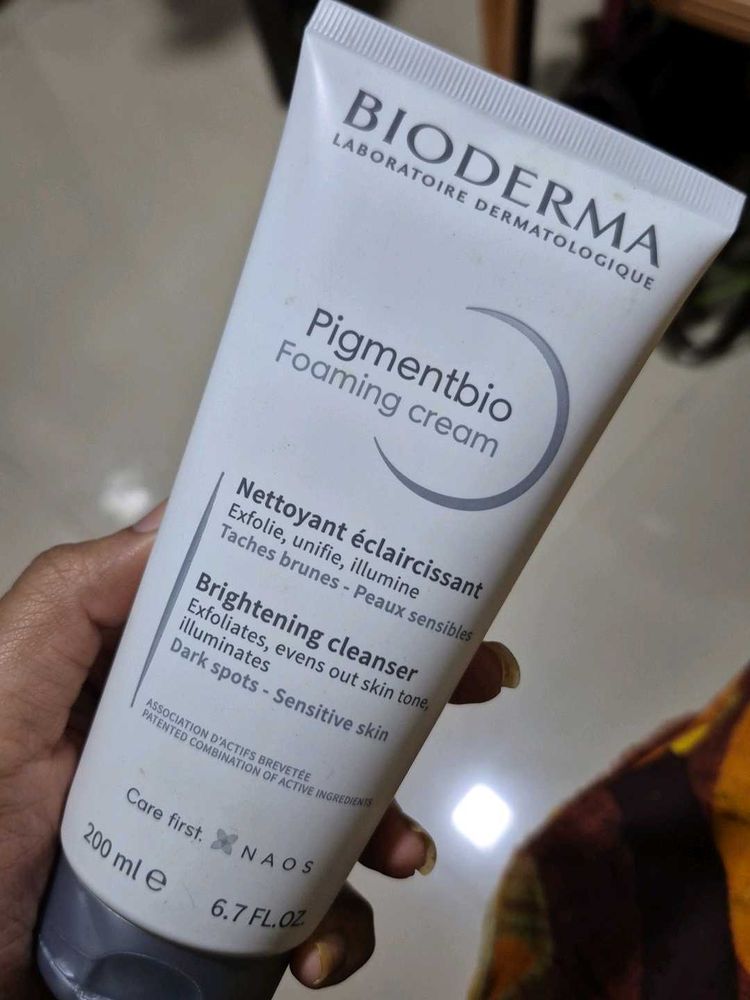 BIODERMA
LABORATOIRE DERMATOLOGIQUE
Pigmentbio
Foaming cream
Nettoyant éclaircissant
Exfolie, unifie, illumine
Taches brunes - Peaux sensibles
Brightening cleanser
Exfoliates, evens out skin tone,
illuminates
Dark spots - Sensitive skin
ASSOCIATION D'ACTIFS BREVETÉE
PATENTED COMBINATION OF ACTIVE INGREDIENTS
Care first.
NAOS
200 ml ℮
6.7 FL.OZ.